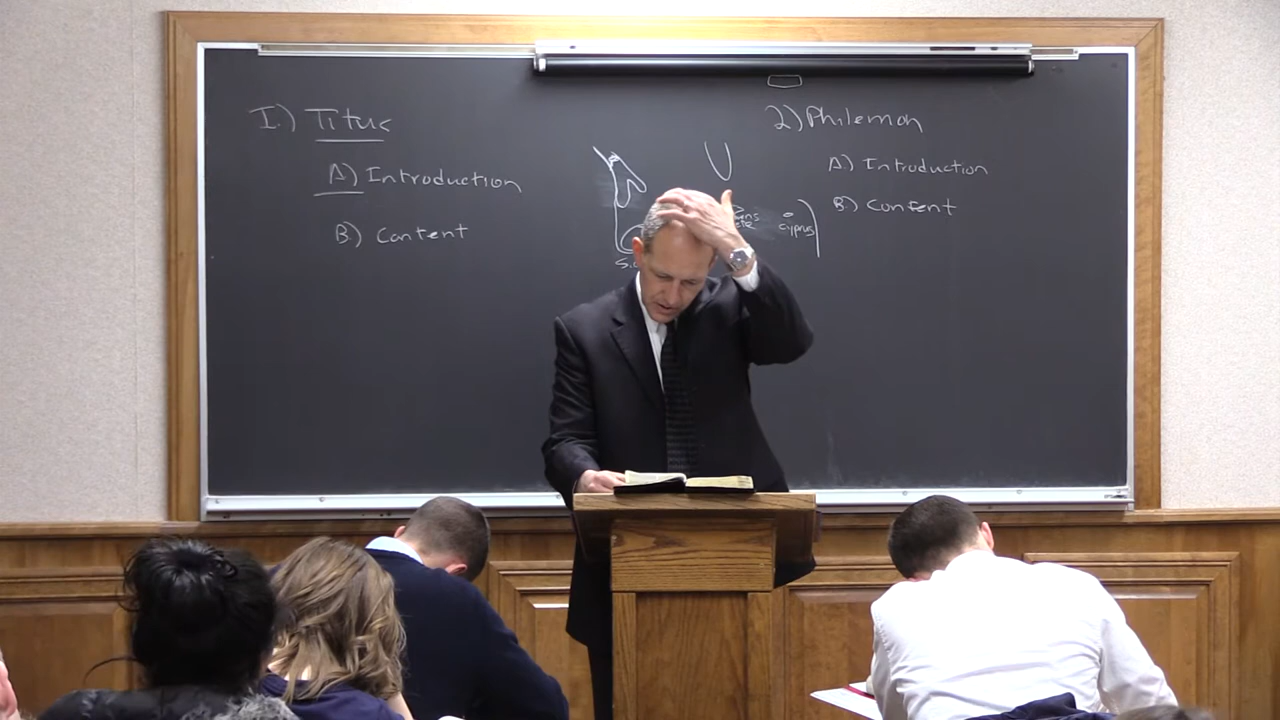 I.) Titus
A.) Introduction
B.) Content
cyprus
2) Philemon
A.) Introduction
B.) Content